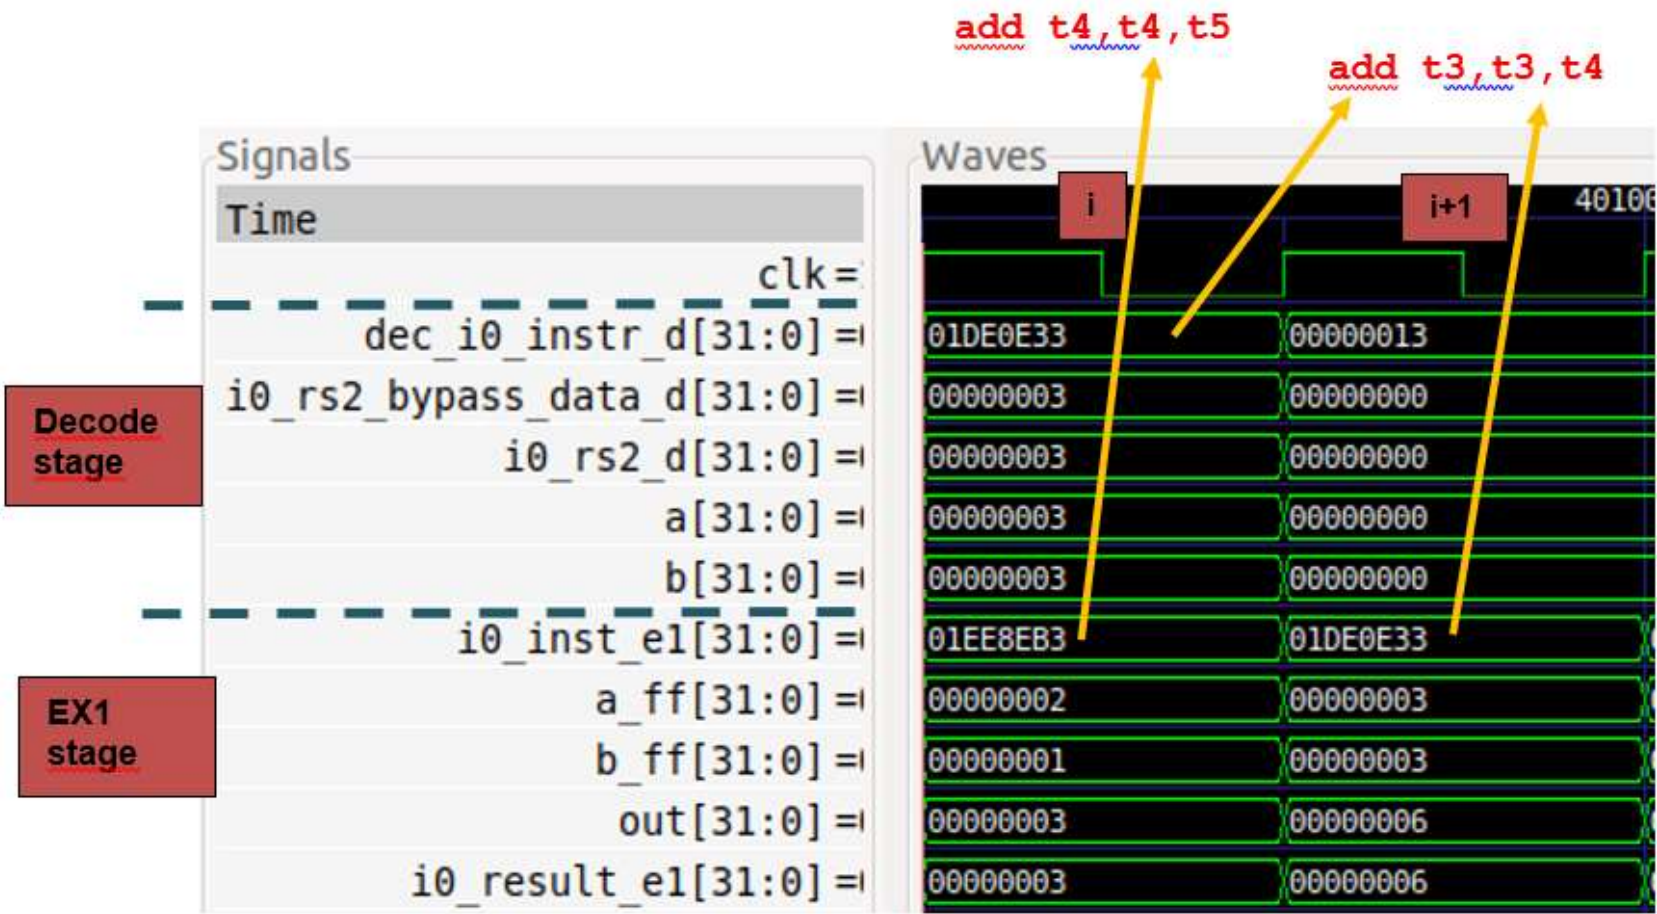 add t4,t4,t5
add t3,t3,t4
Signals
Waves
Time
i
i+1
clk=
dec_i0_instr_d[31:0]= 01DE0E33 00000013
Decode
stage
i0_rs2_bypass_data_d[31:0]= 00000003 00000000
i0_rs2_d[31:0]= 00000003 00000000
a[31:0]= 00000003 00000000
b[31:0]= 00000003 00000000
EX1
stage
i0_inst_e1[31:0]= 01EE8EB3 01DE0E33
a_ff[31:0]= 00000002 00000003
b_ff[31:0]= 00000001 00000003
out[31:0]= 00000003 00000006
i0_result_e1[31:0]= 00000003 00000006